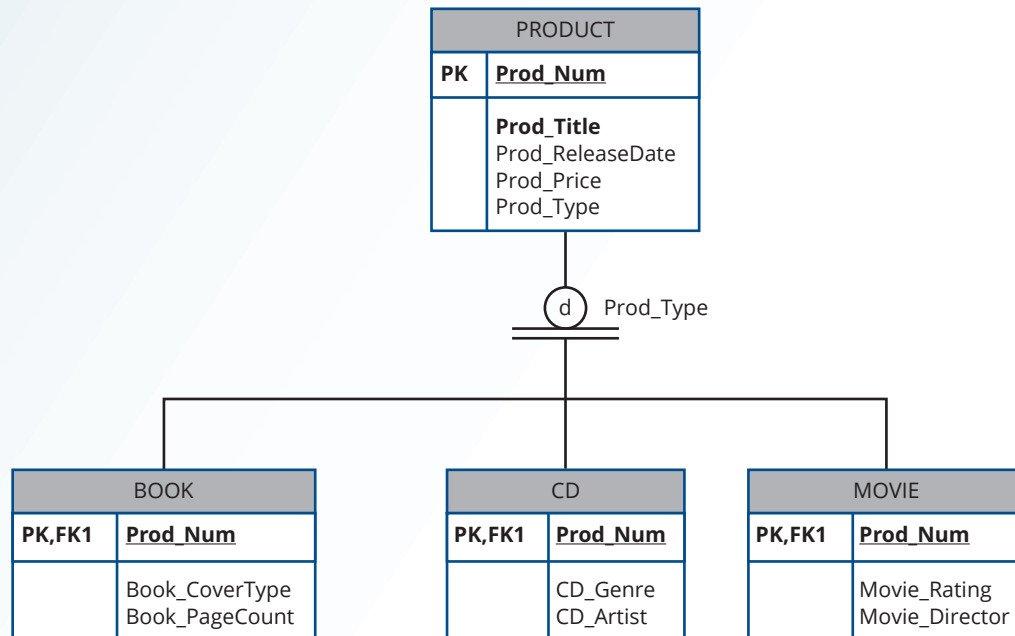 PRODUCT
PK Prod_Num
Prod_Title
Prod_ReleaseDate
Prod_Price
Prod_Type
d Prod_Type
BOOK
PK,FK1 Prod_Num
Book_CoverType
Book_PageCount
CD
PK,FK1 Prod_Num
CD_Genre
CD_Artist
MOVIE
PK,FK1 Prod_Num
Movie_Rating
Movie_Director